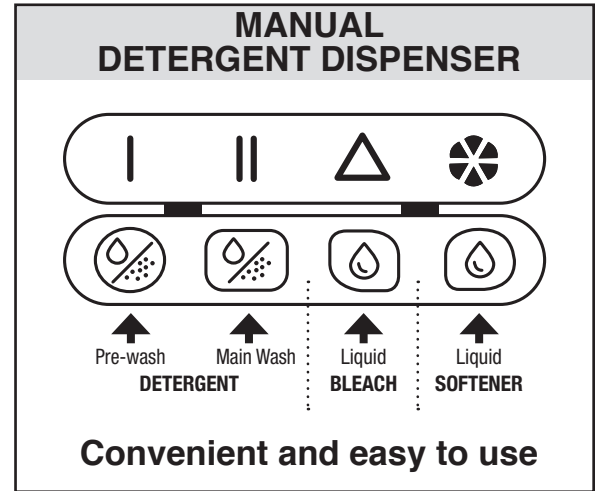 MANUAL
DETERGENT DISPENSER
Pre-wash Main Wash Liquid Liquid
DETERGENT BLEACH SOFTENER
Convenient and easy to use